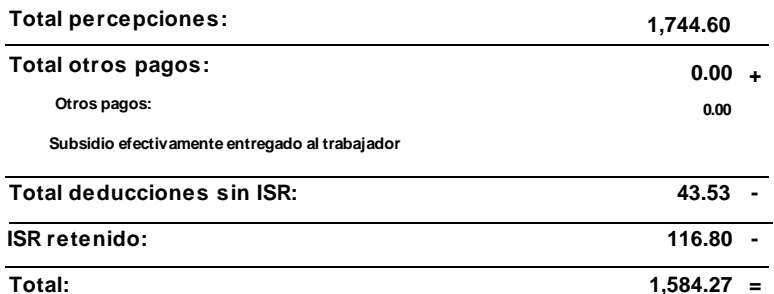 Total percepciones: 1,744.60
Total otros pagos: 0.00 +
Otros pagos: 0.00
Subsidio efectivamente entregado al trabajador
Total deducciones sin ISR: 43.53 -
ISR retenido: 116.80 -
Total: 1,584.27 =